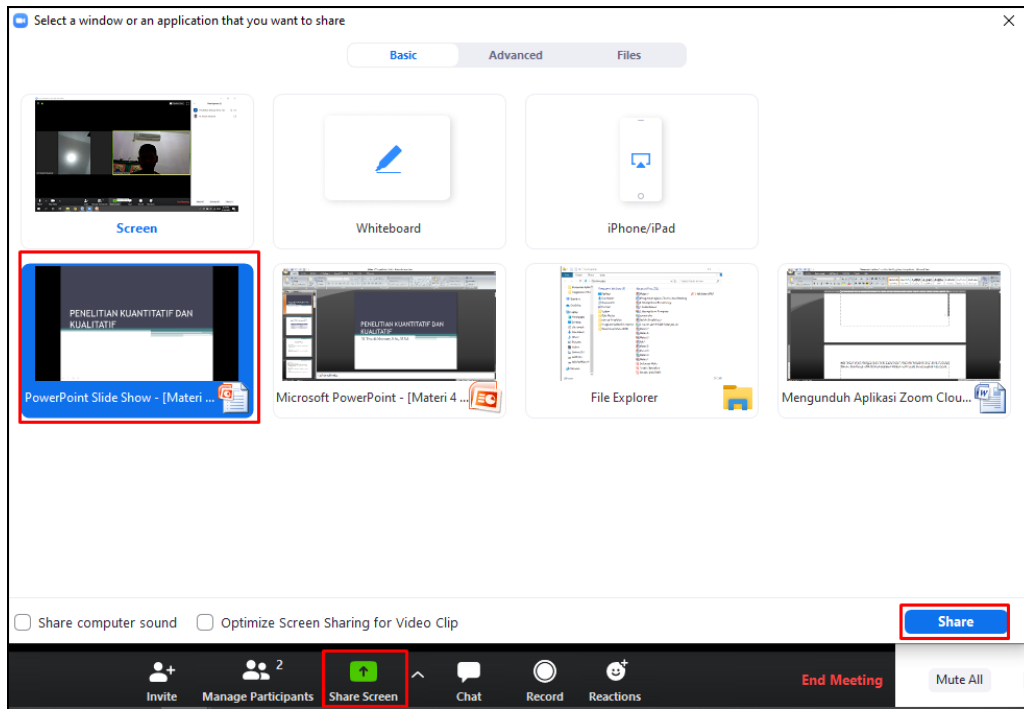 Select a window or an application that you want to share
Basic
Advanced
Files
Screen
Whiteboard
iPhone/iPad
PENELITIAN KUANTITATIF DAN
KUALITATIF
PowerPoint Slide Show - [Materi ...
PENELITIAN KUANTITATIF DAN
KUALITATIF
Microsoft PowerPoint - [Materi 4 ...
File Explorer
Mengunduh Aplikasi Zoom Clou...
Share computer sound
Optimize Screen Sharing for Video Clip
Share
2
Invite
Manage Participants
Share Screen
Chat
Record
Reactions
End Meeting
Mute All